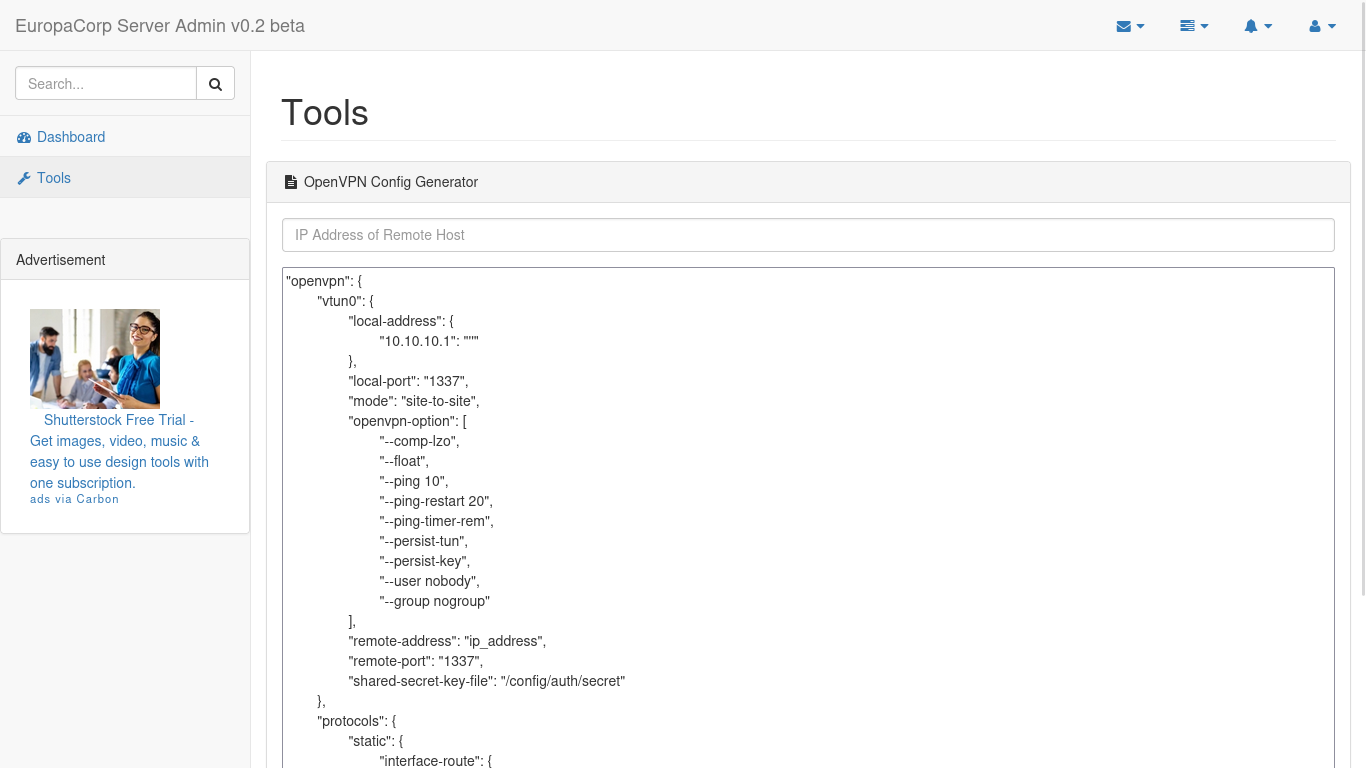 EuropaCorp Server Admin v0.2 beta
Search...
Dashboard
Tools
Advertisement
Shutterstock Free Trial -
Get images, video, music &
easy to use design tools with
one subscription.
ads via Carbon
Tools
OpenVPN Config Generator
IP Address of Remote Host
"openvpn": {
"vtun0": {
"local-address": {
"10.10.10.1": """"
},
"local-port": "1337",
"mode": "site-to-site",
"openvpn-option": [
"--comp-lzo",
"--float",
"--ping 10",
"--ping-restart 20",
"--ping-timer-rem",
"--persist-tun",
"--persist-key",
"--user nobody",
"--group nogroup"
],
"remote-address": "ip_address",
"remote-port": "1337",
"shared-secret-key-file": "/config/auth/secret"
},
"protocols": {
"static": {
"interface-route": {